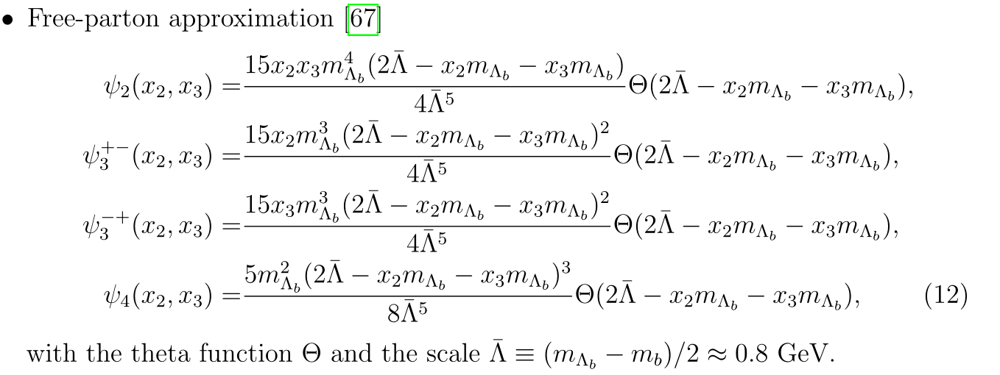 • Free-parton approximation [67]
$\psi_2(x_2, x_3) = \frac{15x_2x_3m_{\Lambda_b}^4(2\bar{\Lambda} - x_2m_{\Lambda_b} - x_3m_{\Lambda_b})}{4\bar{\Lambda}^5}\Theta(2\bar{\Lambda} - x_2m_{\Lambda_b} - x_3m_{\Lambda_b}),$
$\psi_3^{+-}(x_2, x_3) = \frac{15x_2m_{\Lambda_b}^3(2\bar{\Lambda} - x_2m_{\Lambda_b} - x_3m_{\Lambda_b})^2}{4\bar{\Lambda}^5}\Theta(2\bar{\Lambda} - x_2m_{\Lambda_b} - x_3m_{\Lambda_b}),$
$\psi_3^{-+}(x_2, x_3) = \frac{15x_3m_{\Lambda_b}^3(2\bar{\Lambda} - x_2m_{\Lambda_b} - x_3m_{\Lambda_b})^2}{4\bar{\Lambda}^5}\Theta(2\bar{\Lambda} - x_2m_{\Lambda_b} - x_3m_{\Lambda_b}),$
$\psi_4(x_2, x_3) = \frac{5m_{\Lambda_b}^2(2\bar{\Lambda} - x_2m_{\Lambda_b} - x_3m_{\Lambda_b})^3}{8\bar{\Lambda}^5}\Theta(2\bar{\Lambda} - x_2m_{\Lambda_b} - x_3m_{\Lambda_b}),$ (12)
with the theta function $\Theta$ and the scale $\bar{\Lambda} \equiv (m_{\Lambda_b} - m_b)/2 \approx 0.8$ GeV.